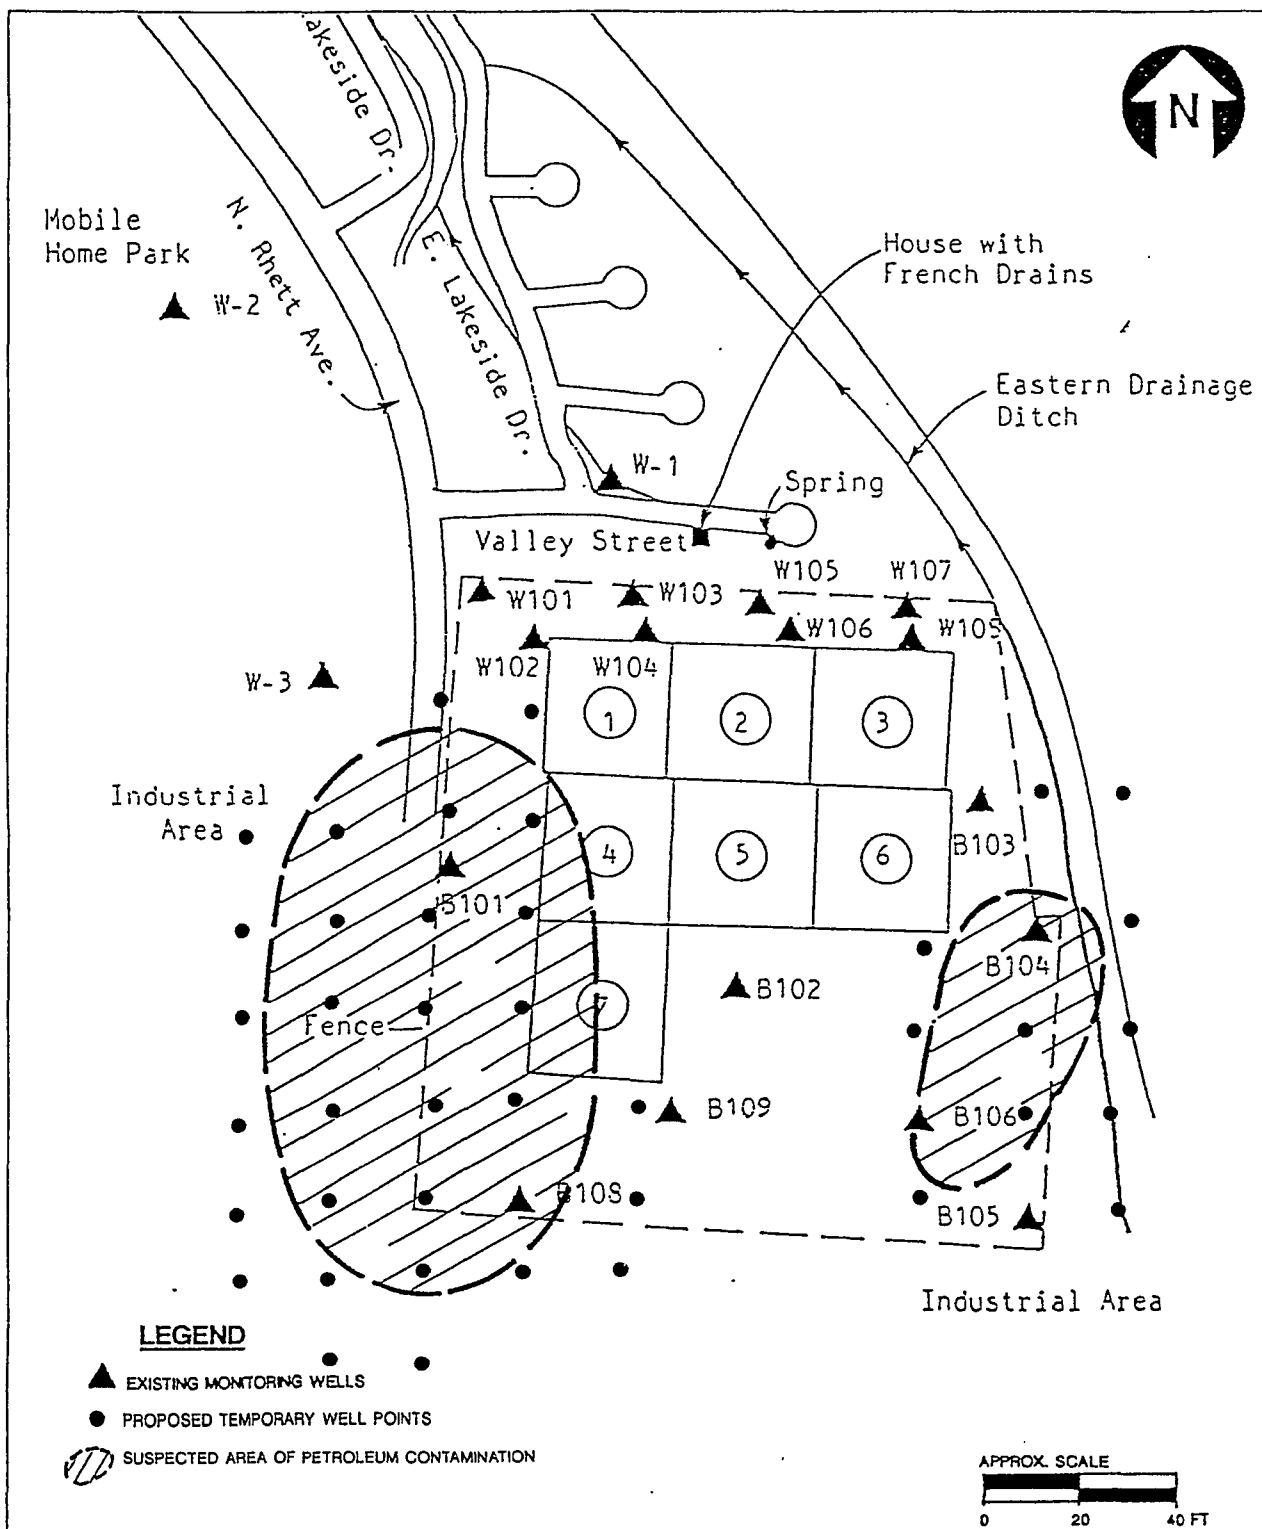 Lakeside Dr.
N
Mobile
Home Park
N. Rhett Ave.
W-2
E. Lakeside Dr.
House with
French Drains
Eastern Drainage
Ditch
W-1
Spring
Valley Street
W105
W107
W101
W103
W106
W105
W102
W104
W-3
1
2
3
Industrial
Area
B103
4
5
6
B101
B104
B102
7
Fence
B109
B106
B108
B105
Industrial Area
LEGEND
EXISTING MONITORING WELLS
PROPOSED TEMPORARY WELL POINTS
SUSPECTED AREA OF PETROLEUM CONTAMINATION
APPROX. SCALE
0 20 40 FT